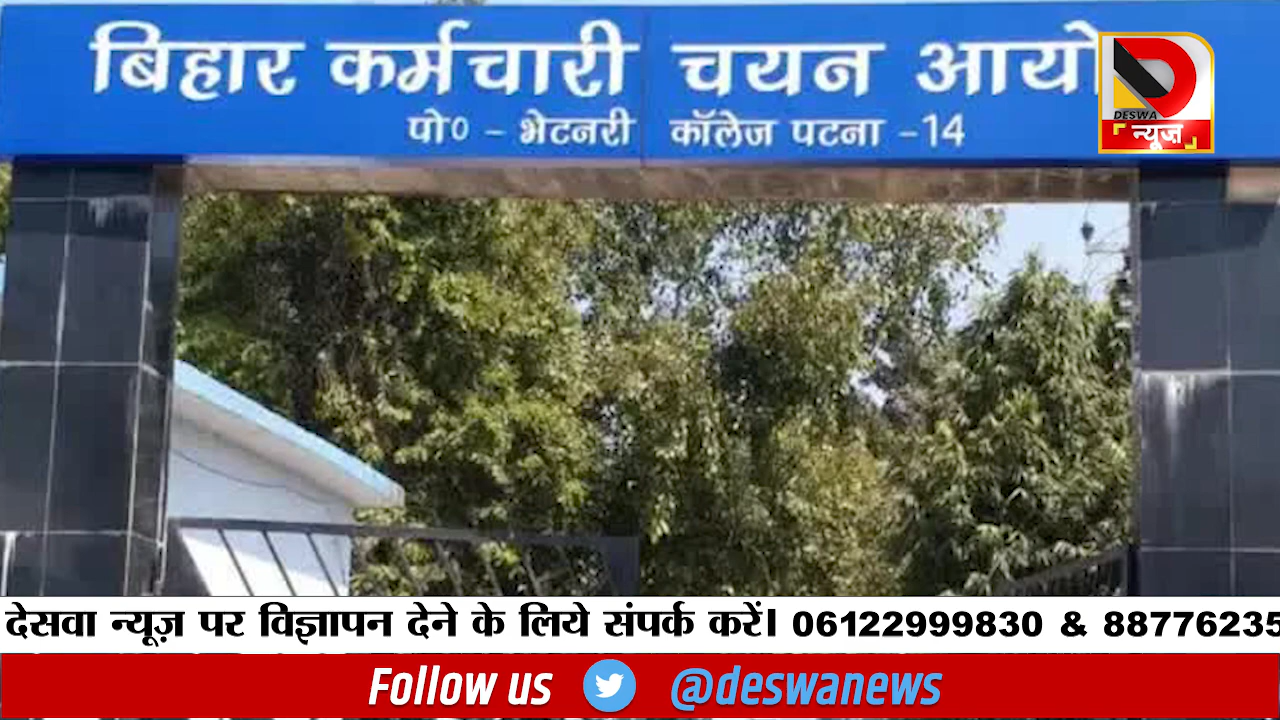 बिहार कर्मचारी चयन आयो
पो० - भेटनरी कॉलेज पटना -14
DESWA
न्यूज़
देसवा न्यूज़ पर विज्ञापन देने के लिये संपर्क करें। 06122999830 & 88776235
Follow us @deswanews